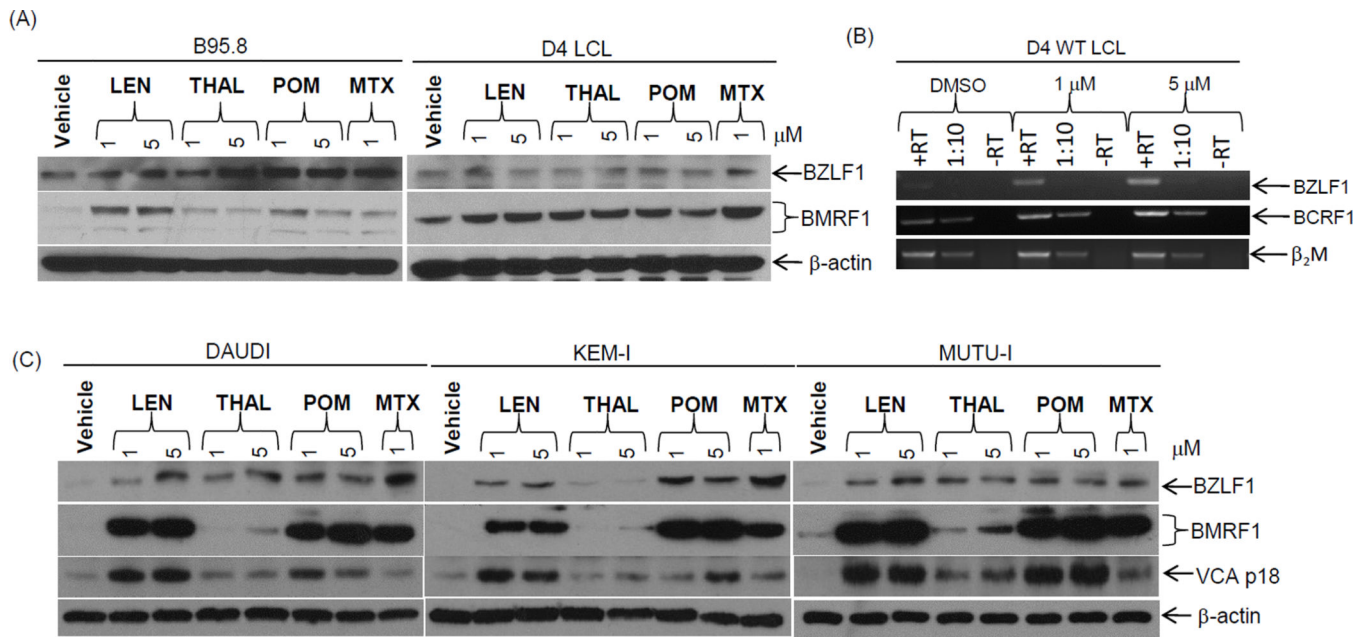 (A)
B95.8
D4 LCL
Vehicle LEN THAL POM MTX
LEN THAL POM MTX
Vehicle
1 5 1 5 1 5 1
1 5 1 5 1 5 1 μM
BZLF1
BMRF1
β-actin
(B)
D4 WT LCL
DMSO 1 μM 5 μM
+RT 1:10 -RT +RT 1:10 -RT +RT 1:10 -RT
BZLF1
BCRF1
β₂M
(C)
DAUDI KEM-I MUTU-I
Vehicle LEN THAL POM MTX Vehicle LEN THAL POM MTX Vehicle LEN THAL POM MTX
1 5 1 5 1 5 1 1 5 1 5 1 5 1 1 5 1 5 1 5 1 μM
BZLF1
BMRF1
VCA p18
β-actin